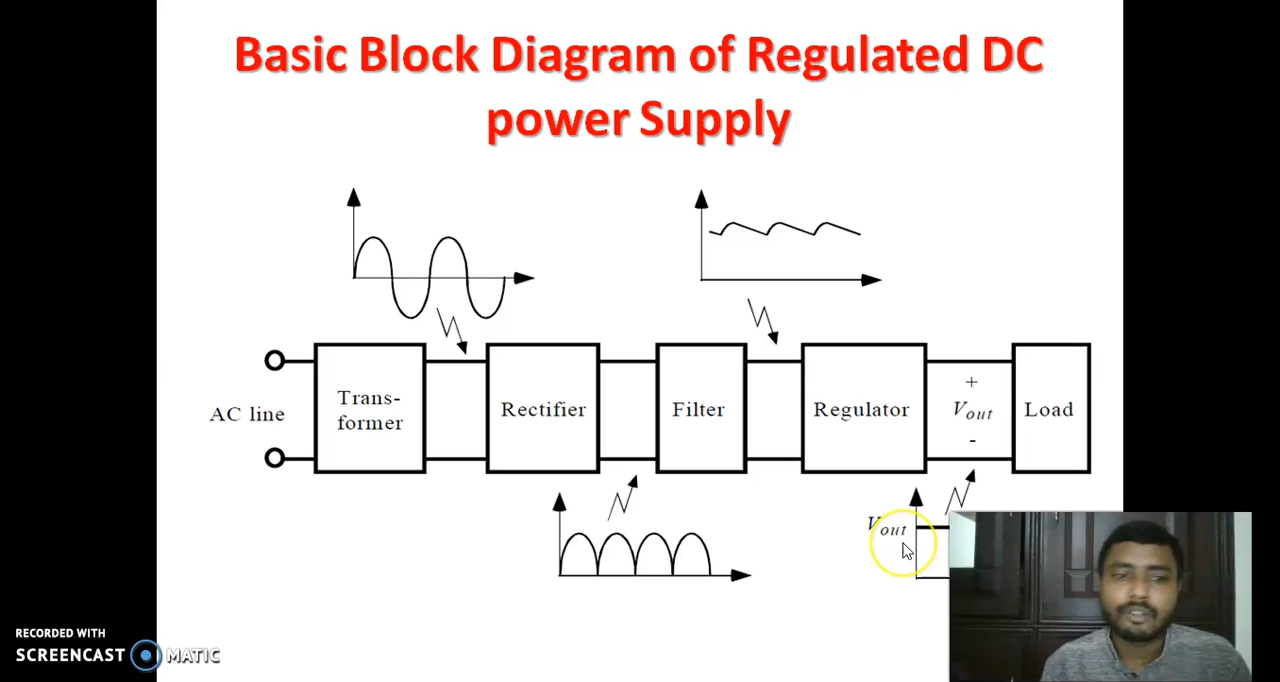 Basic Block Diagram of Regulated DC
power Supply
AC line
Trans-
former
Rectifier
Filter
Regulator
+
Vout
-
Load
Vout
RECORDED WITH
SCREENCAST MATIC